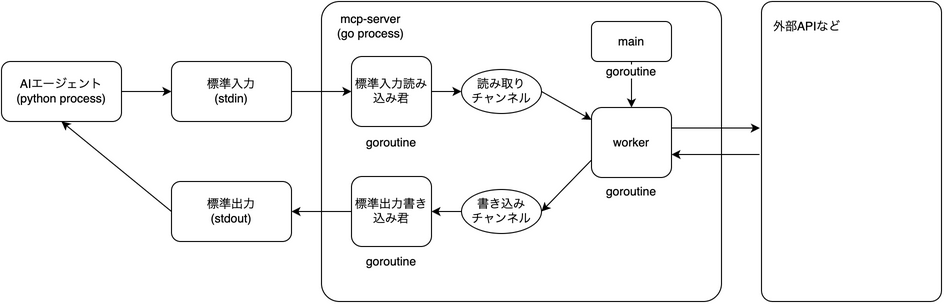 mcp-server
(go process)
外部APIなど
main
goroutine
AIエージェント
(python process)
標準入力
(stdin)
標準入力読み
込み君
goroutine
読み取り
チャンネル
worker
goroutine
標準出力
(stdout)
標準出力書き
込み君
goroutine
書き込み
チャンネル